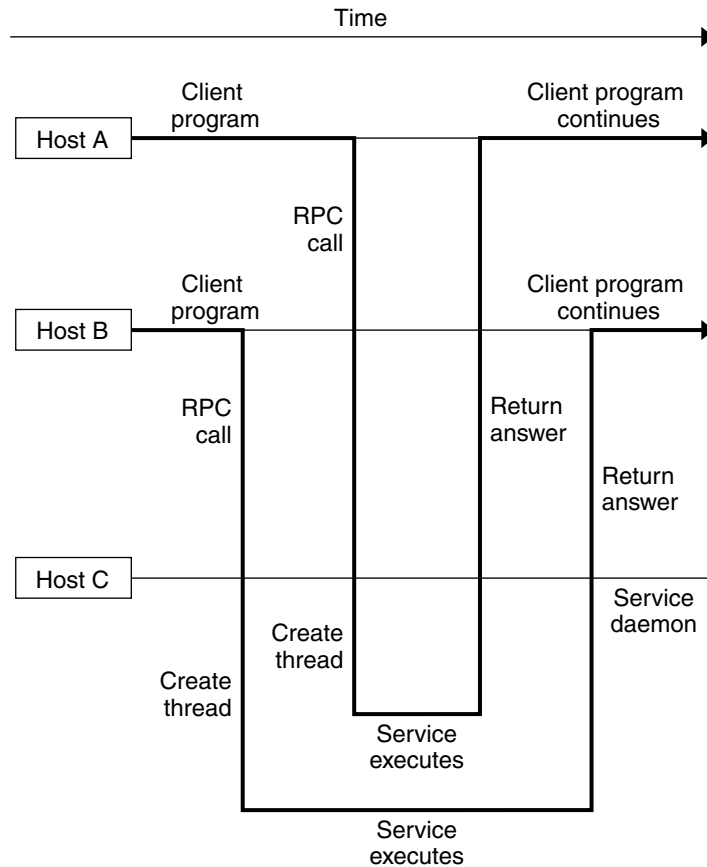 Time
Client
program
Client program
continues
Host A
RPC
call
Client
program
Client program
continues
Host B
RPC
call
Return
answer
Return
answer
Host C
Service
daemon
Create
thread
Create
thread
Service
executes
Service
executes